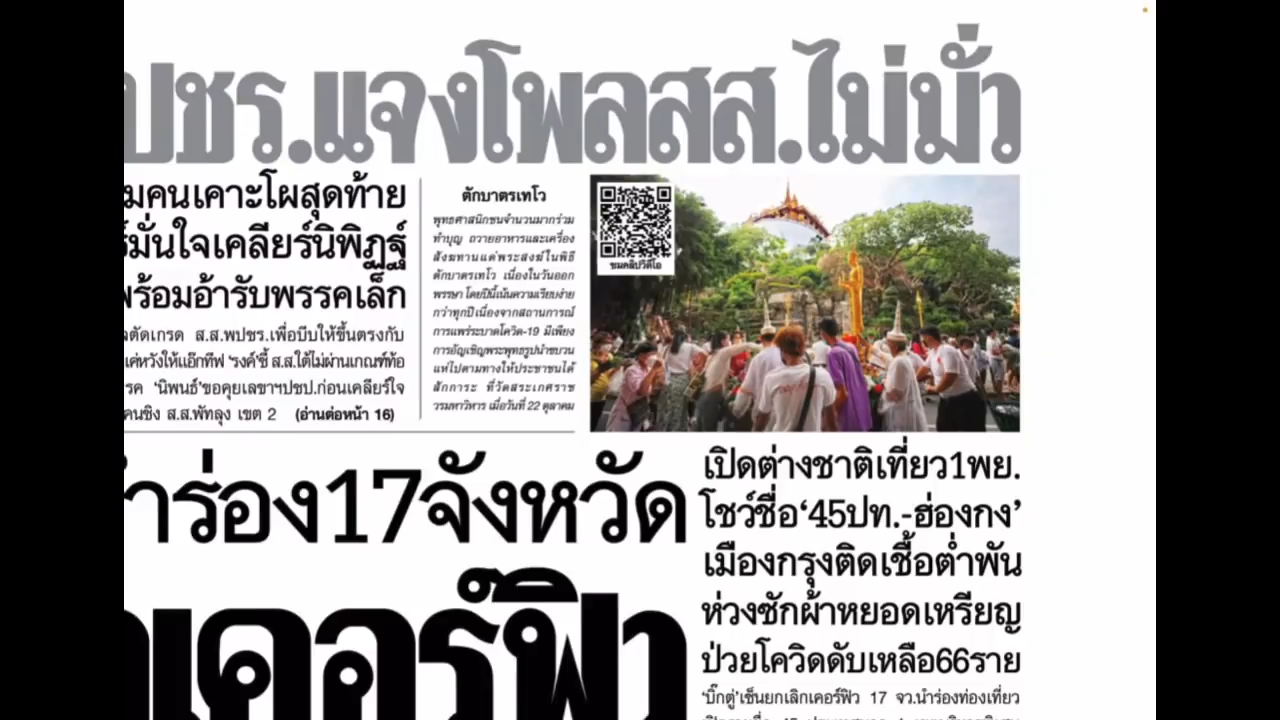 ปชร.แจงโพลสส.ไม่มั่ว
มคนเคาะโผสุดท้าย
มั่นใจเคลียร์นิพิฏฐ์
พร้อมอ้ารับพรรคเล็ก
ตัดเกรด ส.ส.พปชร.เพื่อบีบให้ขึ้นตรงกับ
แค่หวังให้แอ๊กทีฟ 'รงค์'ชี้ ส.ส.ใต้ไม่ผ่านเกณฑ์ท้อ
รค 'นิพนธ์'ขอคุยเลขาฯปชป.ก่อนเคลียร์ใจ
คนชิง ส.ส.พัทลุง เขต 2 (อ่านต่อหน้า 16)
ตักบาตรเทโว
พุทธศาสนิกชนจำนวนมากร่วม
ทำบุญ ถวายอาหารและเครื่อง
สังฆทานแด่พระสงฆ์ในพิธี
ตักบาตรเทโว เนื่องในวันออก
พรรษา โดยปีนี้เน้นความเรียบง่าย
กว่าทุกปี เนื่องจากสถานการณ์
การแพร่ระบาดโควิด-19 มีเพียง
การอัญเชิญพระพุทธรูปนำขบวน
แห่ไปตามทางให้ประชาชนได้
สักการะ ที่วัดสระเกศราช
วรมหาวิหาร เมื่อวันที่ 22 ตุลาคม
ชมคลิปวิดีโอ
ำร่อง17จังหวัด
เคอร์ฟิว
เปิดต่างชาติเที่ยว1พย.
โชว์ชื่อ'45ปท.-ฮ่องกง'
เมืองกรุงติดเชื้อต่ำพัน
ห่วงซักผ้าหยอดเหรียญ
ป่วยโควิดดับเหลือ66ราย
'บิ๊กตู่'เซ็นยกเลิกเคอร์ฟิว 17 จว.นำร่องท่องเที่ยว